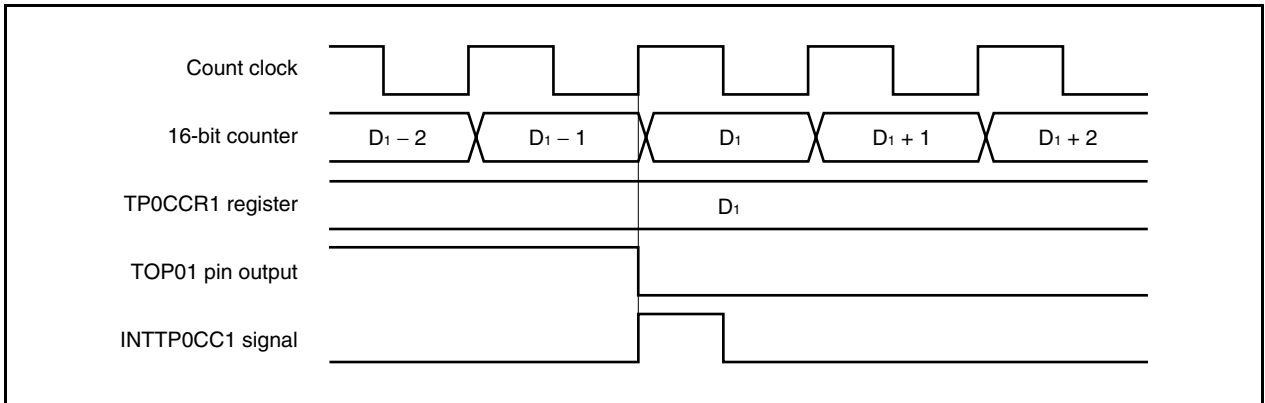 Count clock
16-bit counter D₁ − 2 D₁ − 1 D₁ D₁ + 1 D₁ + 2
TP0CCR1 register D₁
TOP01 pin output
INTTP0CC1 signal